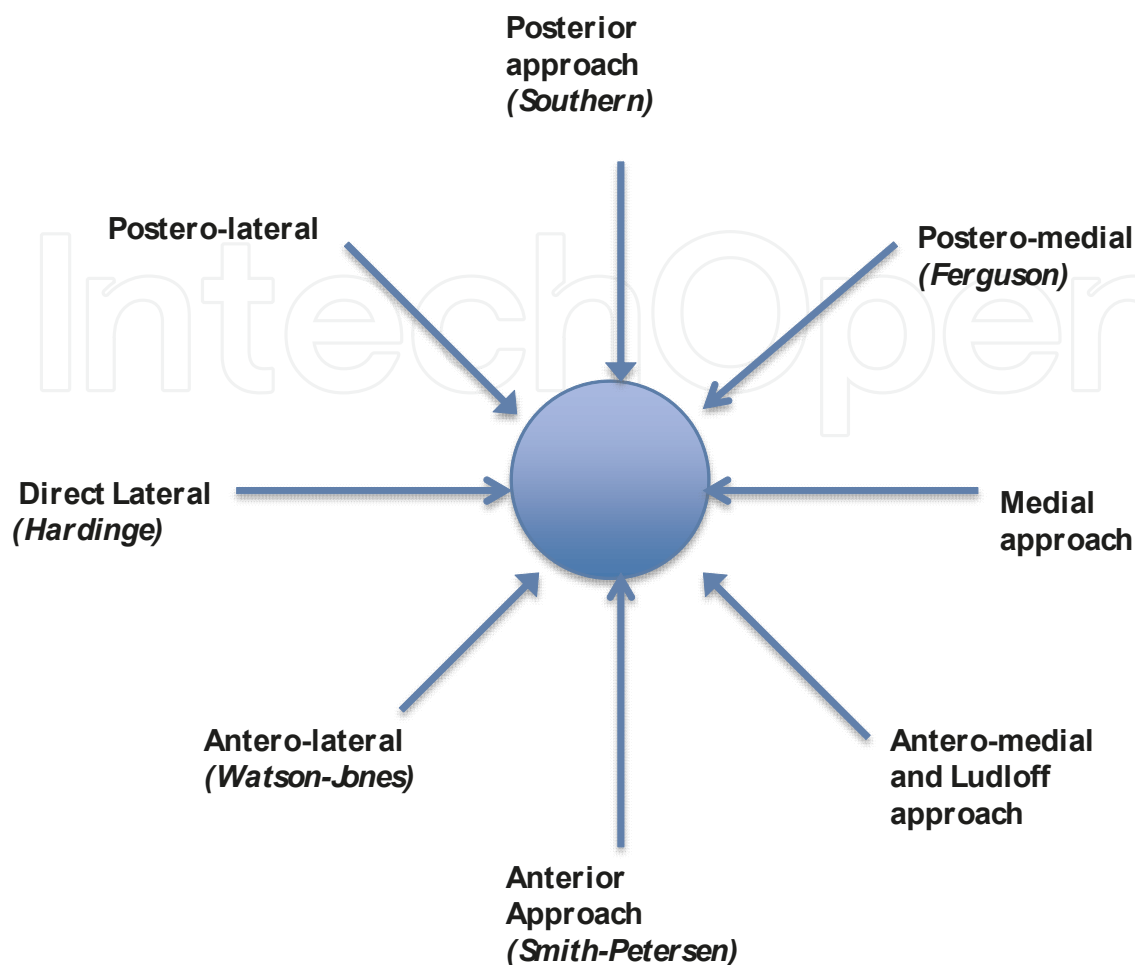 Posterior
approach
(Southern)
Postero-lateral
Postero-medial
(Ferguson)
IntechOpen
Direct Lateral
(Hardinge)
Medial
approach
Antero-lateral
(Watson-Jones)
Antero-medial
and Ludloff
approach
Anterior
Approach
(Smith-Petersen)